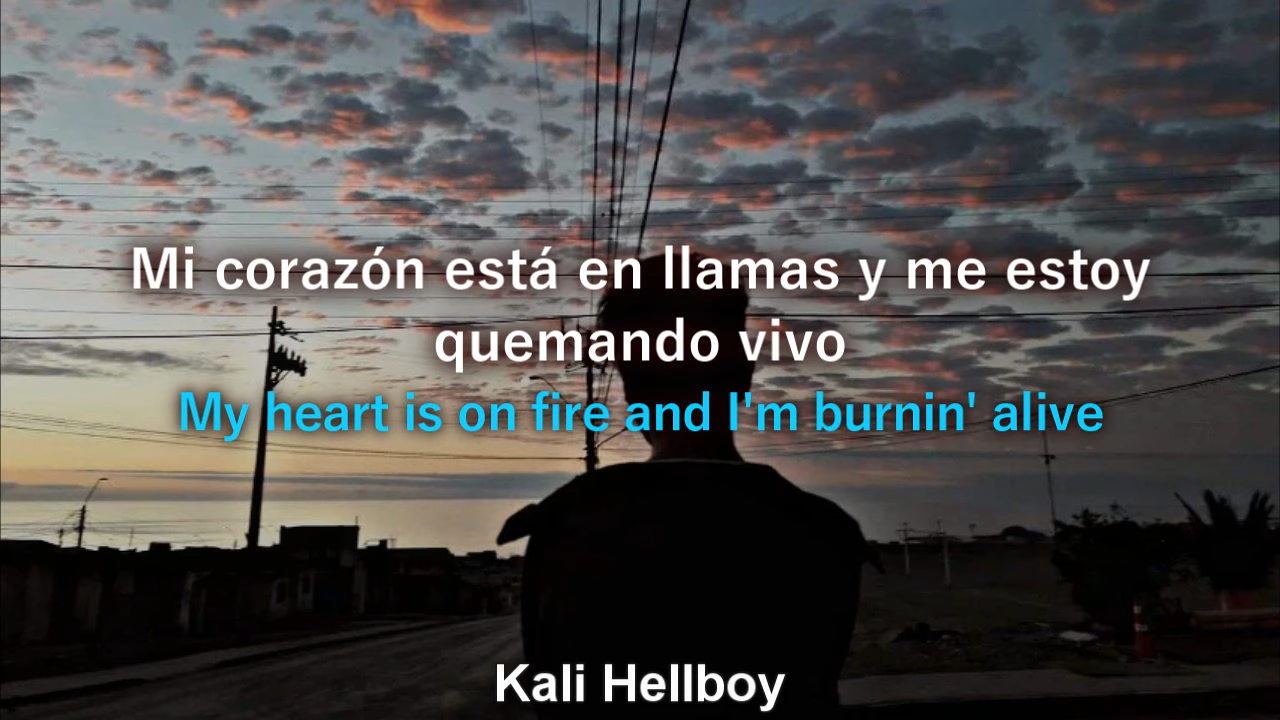 Mi corazón está en llamas y me estoy
quemando vivo
My heart is on fire and I'm burnin' alive
Kali Hellboy